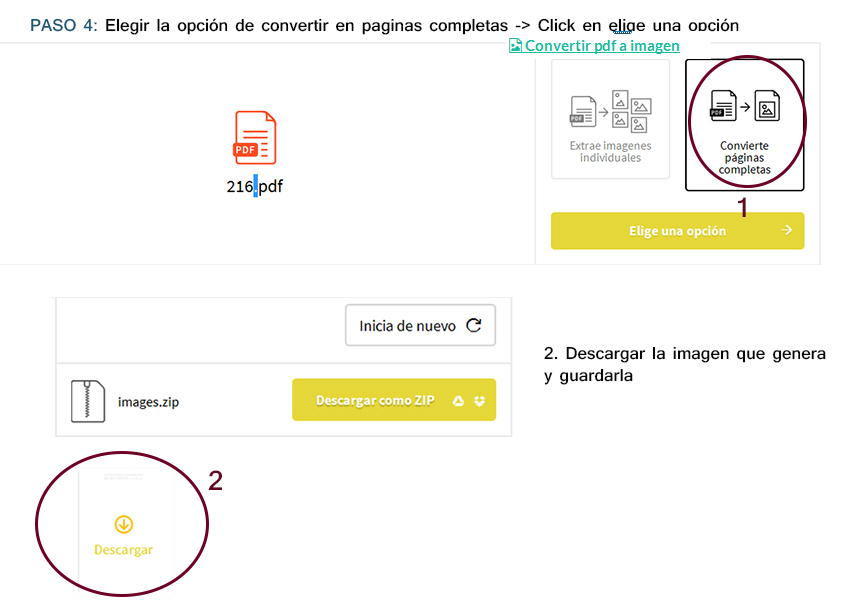 PASO 4: Elegir la opción de convertir en paginas completas -> Click en elige una opción
Convertir pdf a imagen
PDF
216.pdf
PDF
Extrae imagenes
individuales
PDF
Convierte
páginas
completas
1
Elige una opción
Inicia de nuevo
images.zip
Descargar como ZIP
2. Descargar la imagen que genera
y guardarla
2
Descargar